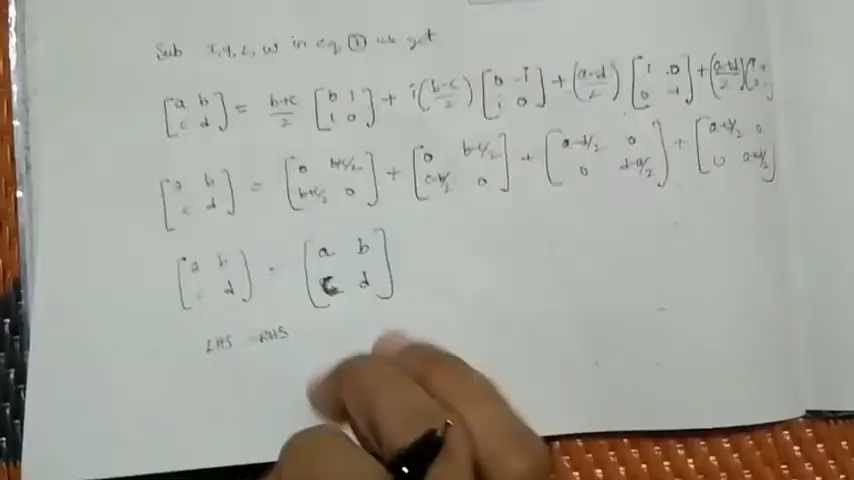 Sub x, y, z, w in eq ① we get
[a b c d] = b+c/2 [0 1 1 0] + i(b-c/2) [0 -i i 0] + (a-d/2) [1 0 0 -1] + (a+d/2)
[a b c d] = [0 b+c/2 b+c/2 0] + [0 b-c/2 c-b/2 0] + [a-d/2 0 0 d-a/2] + [a+d/2 0 0 a+d/2]
[a b c d] = [a b c d]
LHS = RHS